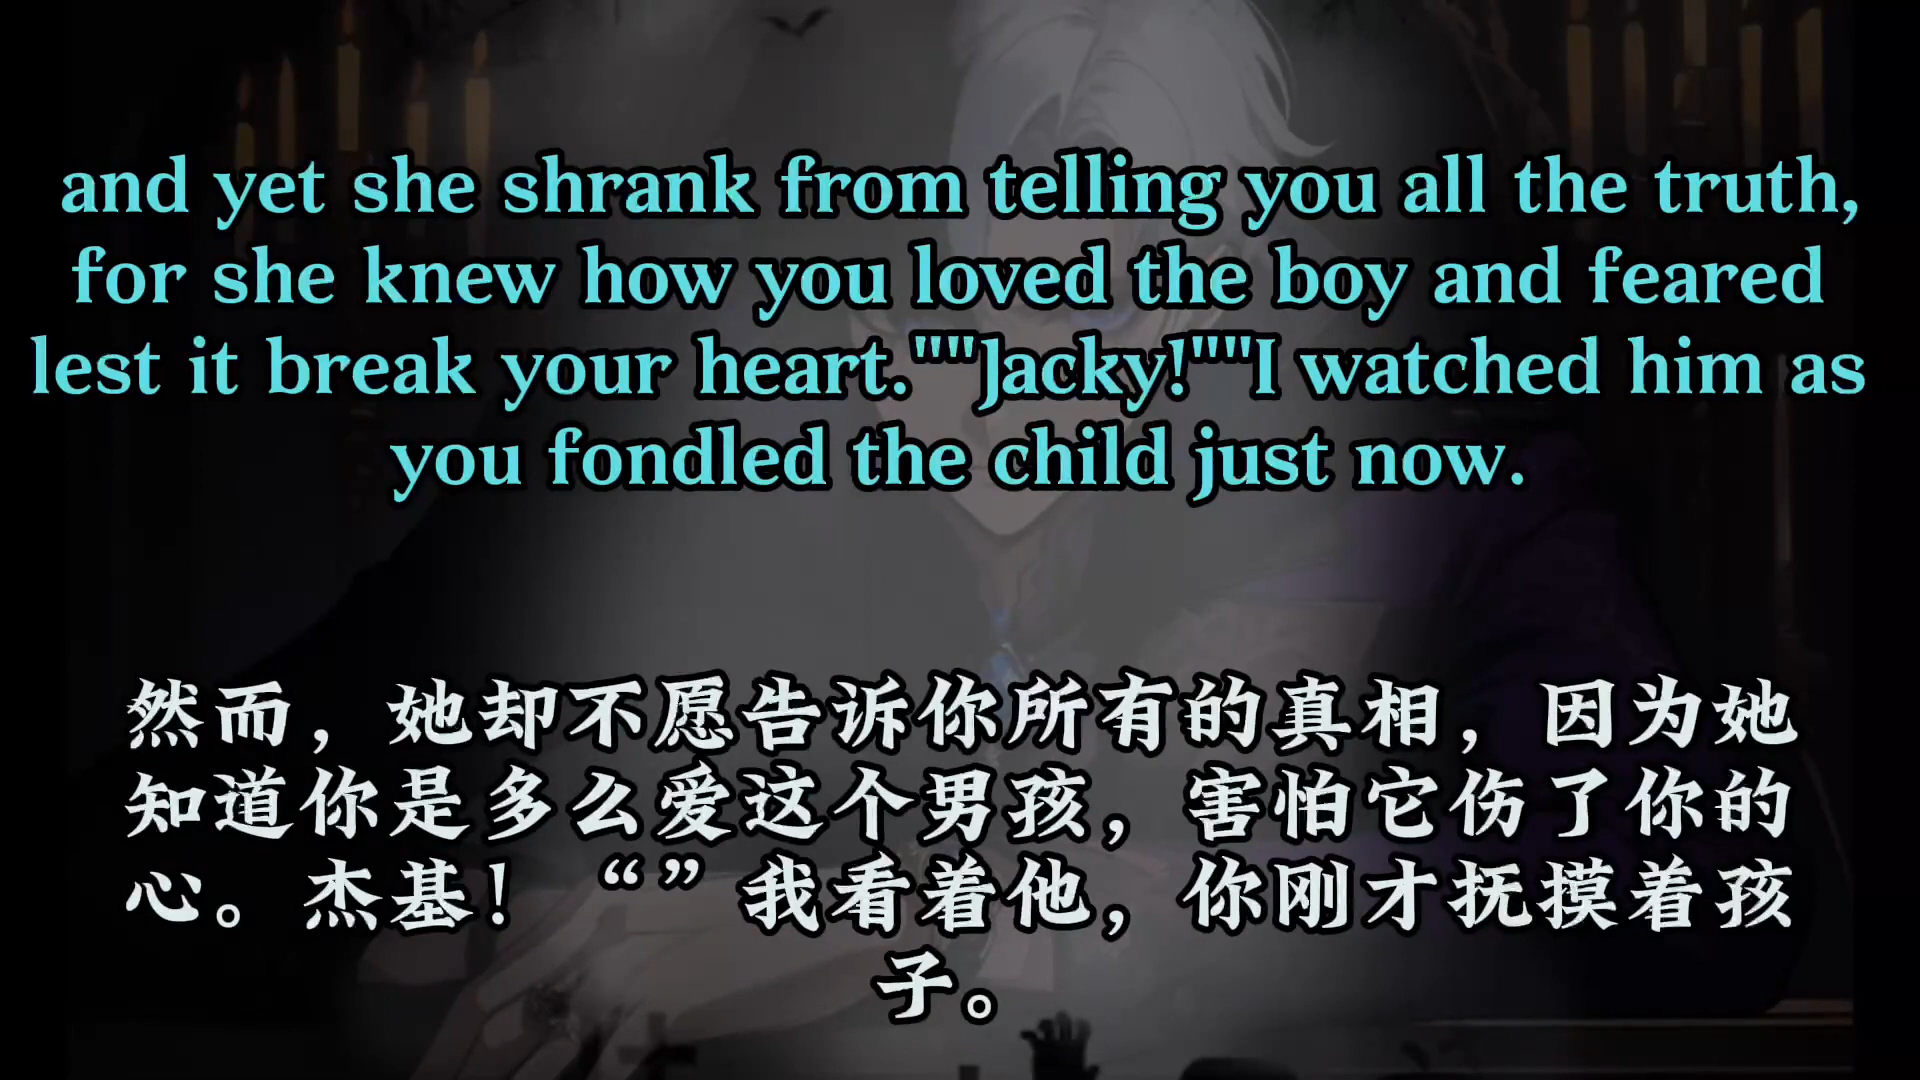 and yet she shrank from telling you all the truth,
for she knew how you loved the boy and feared
lest it break your heart.""Jacky!""I watched him as
you fondled the child just now.
然而，她却不愿告诉你所有的真相，因为她
知道你是多么爱这个男孩，害怕它伤了你的
心。杰基！“”我看着他，你刚才抚摸着孩
子。